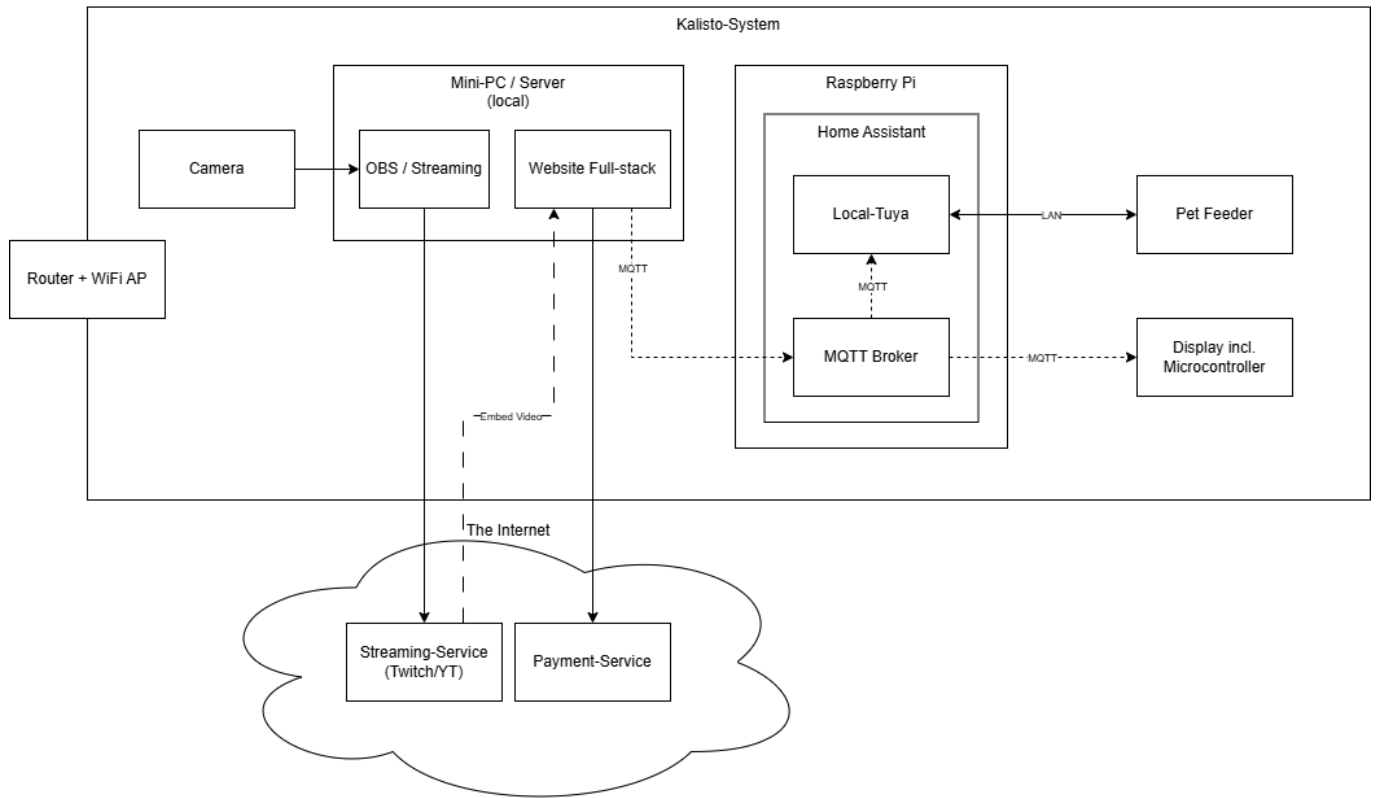 Kalisto-System
Mini-PC / Server
(local)
Raspberry Pi
Home Assistant
Camera
OBS / Streaming
Website Full-stack
Local-Tuya
LAN
Pet Feeder
Router + WiFi AP
MQTT
MQTT
MQTT Broker
MQTT
Display incl.
Microcontroller
Embed Video
The Internet
Streaming-Service
(Twitch/YT)
Payment-Service